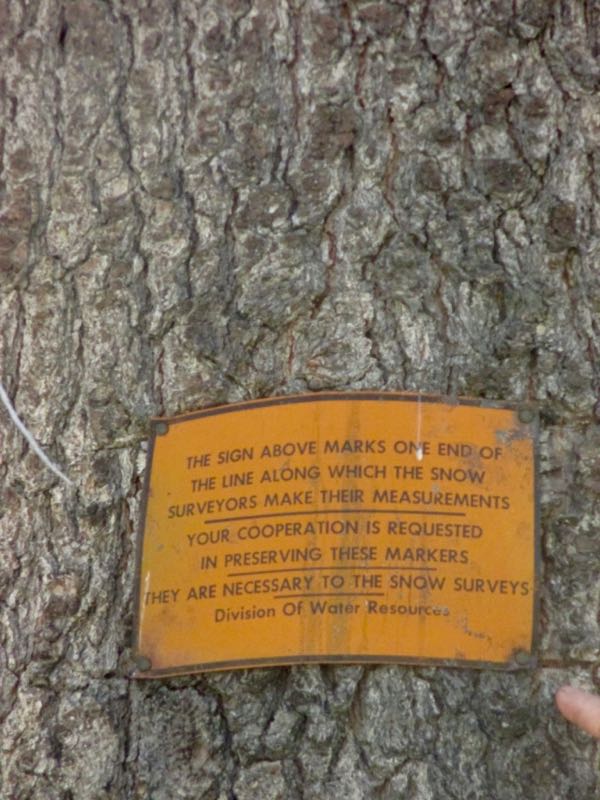 THE SIGN ABOVE MARKS ONE END OF
THE LINE ALONG WHICH THE SNOW
SURVEYORS MAKE THEIR MEASUREMENTS
YOUR COOPERATION IS REQUESTED
IN PRESERVING THESE MARKERS
THEY ARE NECESSARY TO THE SNOW SURVEYS
Division Of Water Resources